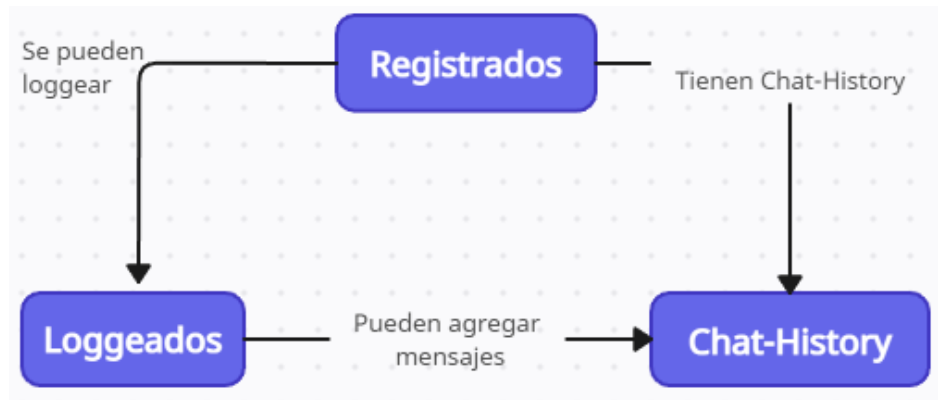 Se pueden
loggear
Registrados
Tienen Chat-History
Loggeados
Pueden agregar
mensajes
Chat-History